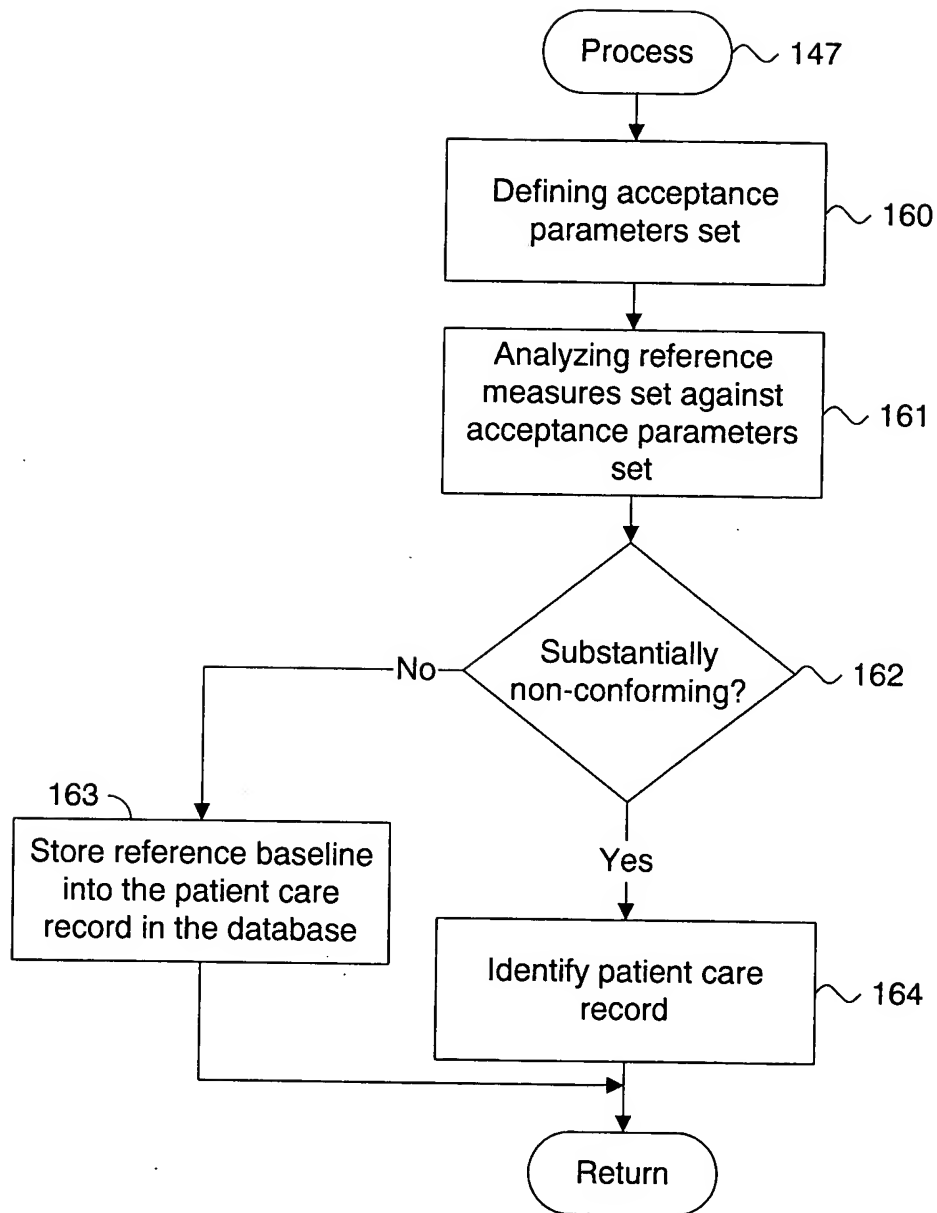 Process
147
Defining acceptance
parameters set
160
Analyzing reference
measures set against
acceptance parameters
set
161
Substantially
non-conforming?
162
No
163
Store reference baseline
into the patient care
record in the database
Yes
Identify patient care
record
164
Return